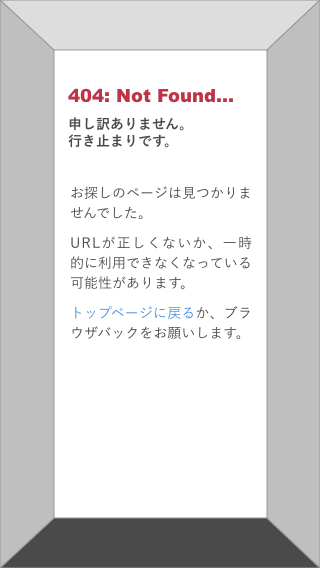 404: Not Found...
申し訳ありません。
行き止まりです。
お探しのページは見つかりま
せんでした。
URLが正しくないか、一時
的に利用できなくなっている
可能性があります。
トップページに戻るか、ブラ
ウザバックをお願いします。